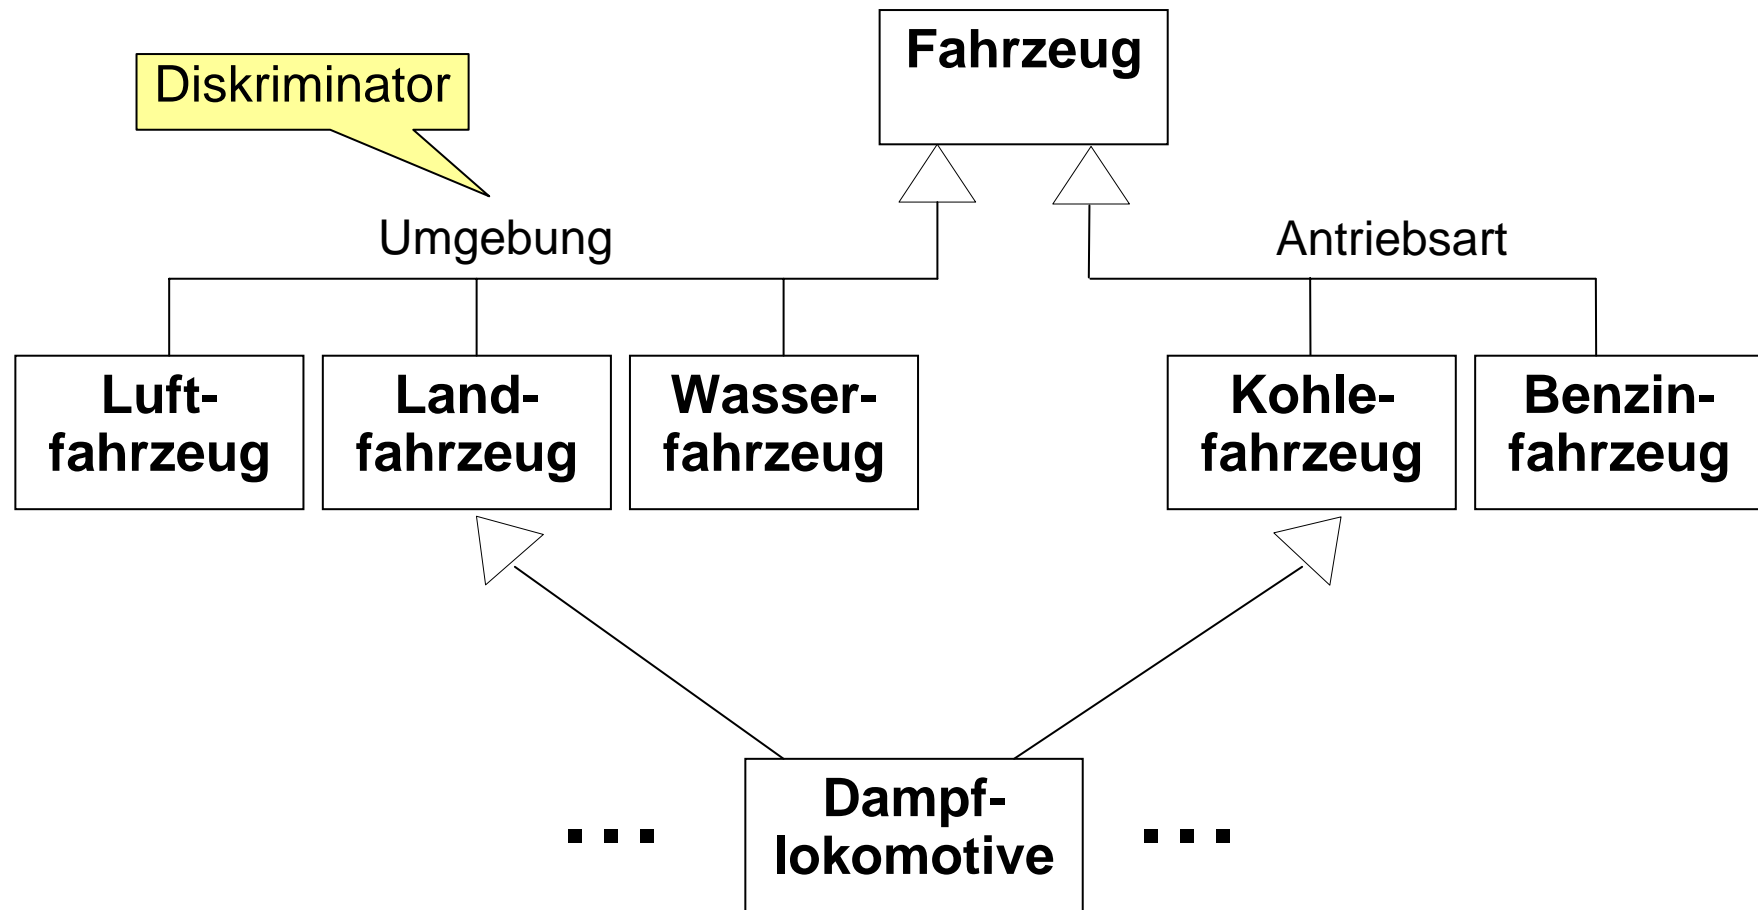 Fahrzeug
Diskriminator
Umgebung
Antriebsart
Luft-
fahrzeug
Land-
fahrzeug
Wasser-
fahrzeug
Kohle-
fahrzeug
Benzin-
fahrzeug
...
Dampf-
lokomotive
...